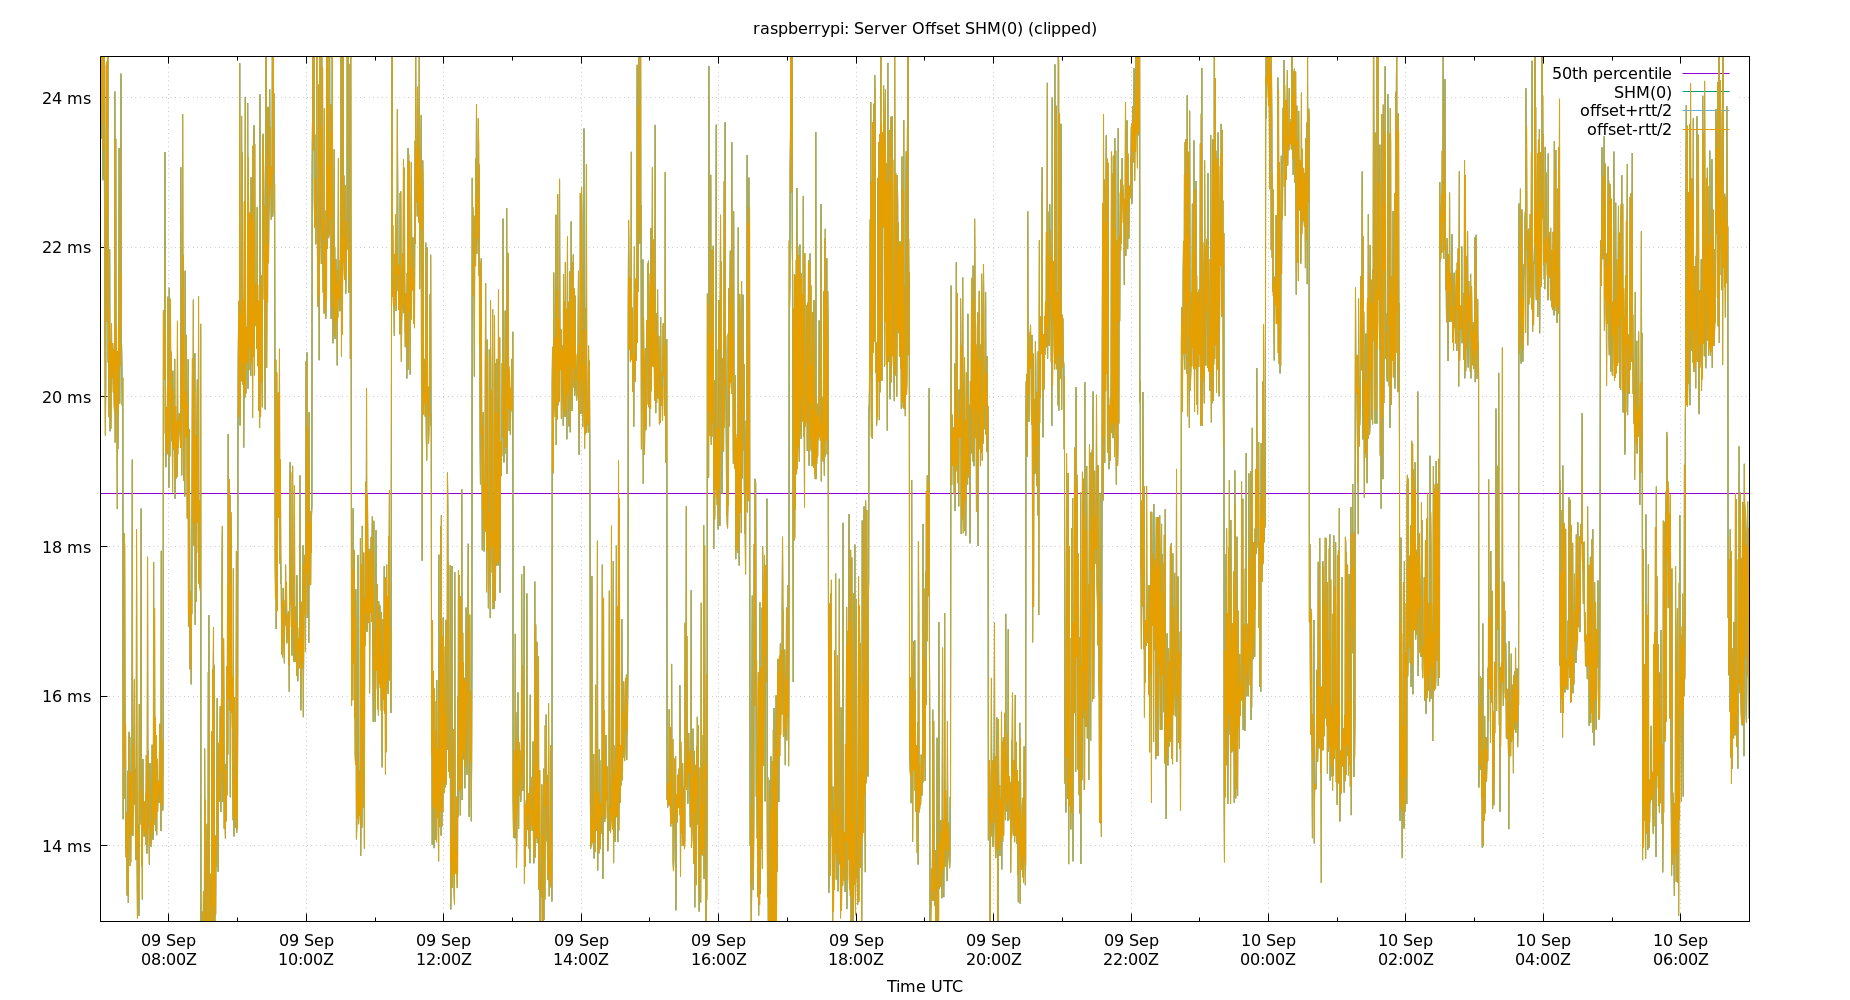 raspberrypi: Server Offset SHM(0) (clipped)
50th percentile
SHM(0)
offset+rtt/2
offset-rtt/2
24 ms
22 ms
20 ms
18 ms
16 ms
14 ms
09 Sep 09 Sep 09 Sep 09 Sep 09 Sep 09 Sep 09 Sep 09 Sep 10 Sep 10 Sep 10 Sep 10 Sep
08:00Z 10:00Z 12:00Z 14:00Z 16:00Z 18:00Z 20:00Z 22:00Z 00:00Z 02:00Z 04:00Z 06:00Z
Time UTC